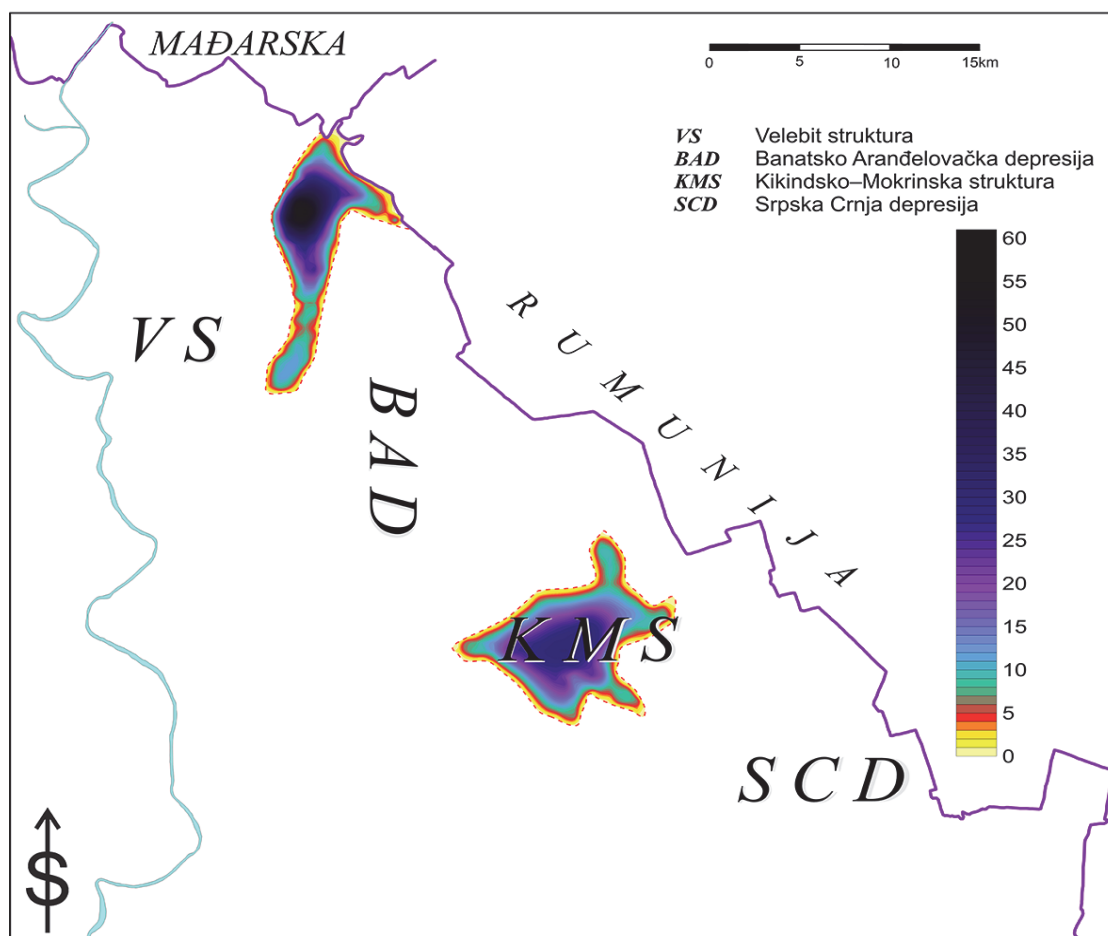 MAĐARSKA
0 5 10 15km
VS Velebit struktura
BAD Banatsko Aranđelovačka depresija
KMS Kikindsko–Mokrinska struktura
SCD Srpska Crnja depresija
60
55
50
45
40
35
30
25
20
15
10
5
0
RUMUNIJA
VS
BAD
KMS
SCD
S